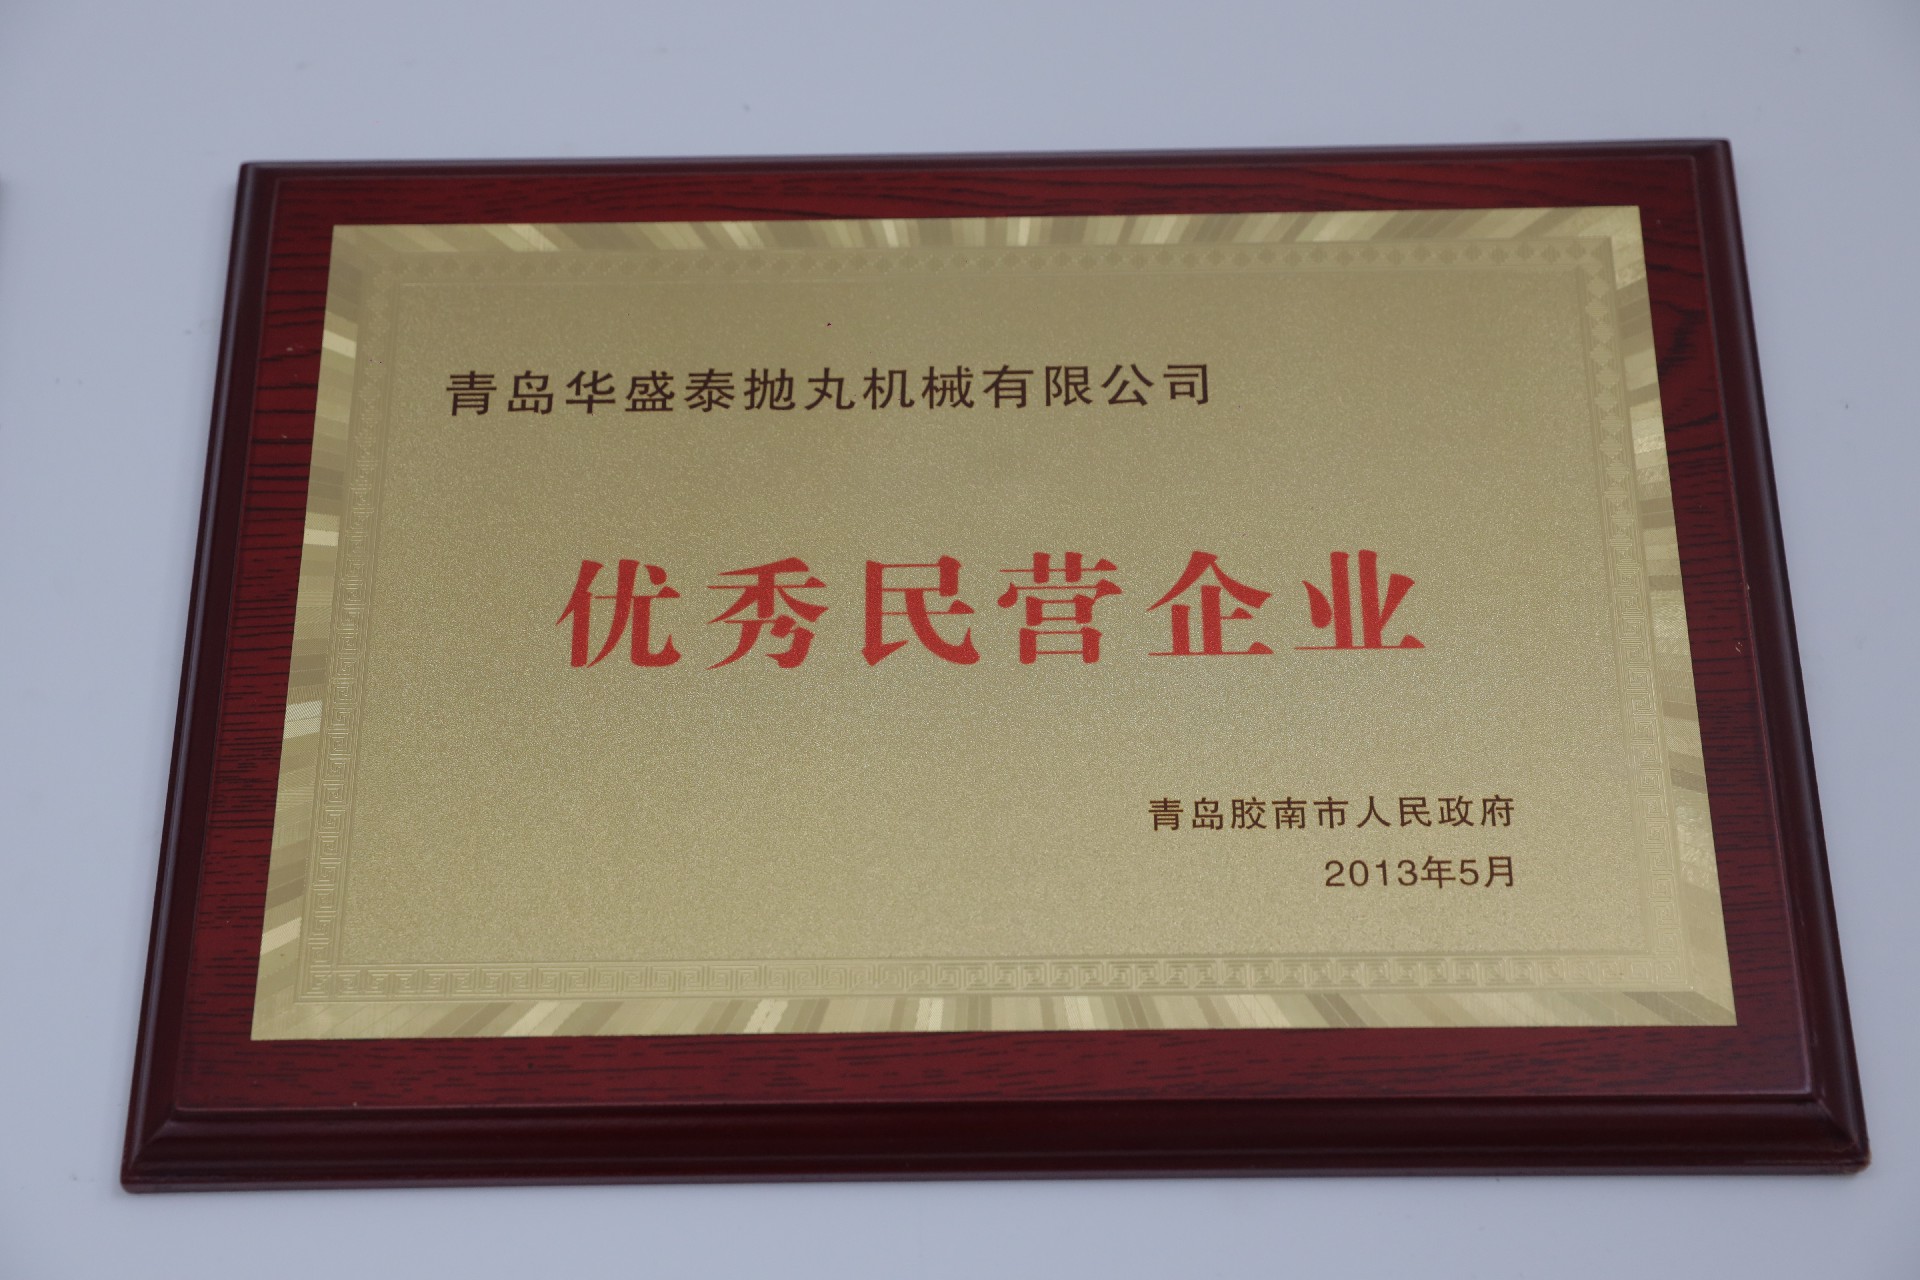 青岛华盛泰抛丸机械有限公司
优秀民营企业
青岛胶南市人民政府
2013年5月